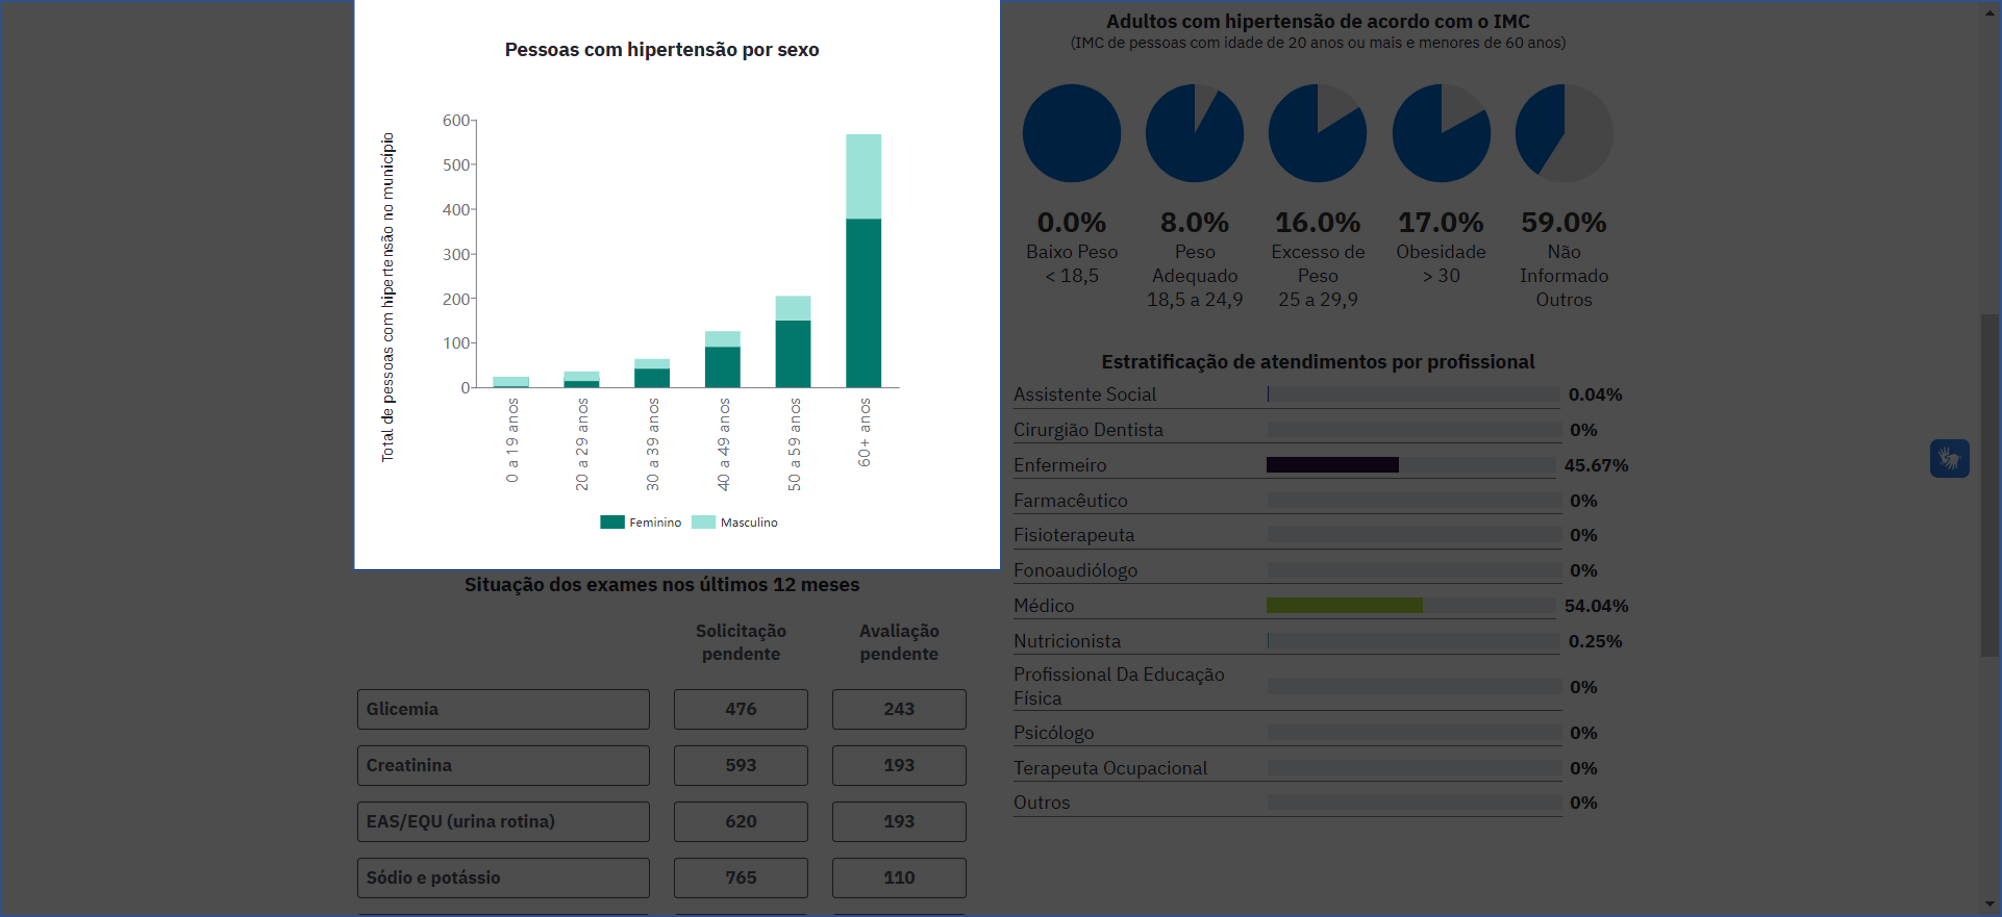 Pessoas com hipertensão por sexo
Total de pessoas com hipertensão no município
600
500
400
300
200
100
0
0 a 19 anos
20 a 29 anos
30 a 39 anos
40 a 49 anos
50 a 59 anos
60+ anos
Feminino Masculino
Situação dos exames nos últimos 12 meses
Solicitação pendente
Avaliação pendente
Glicemia 476 243
Creatinina 593 193
EAS/EQU (urina rotina) 620 193
Sódio e potássio 765 110
Adultos com hipertensão de acordo com o IMC
(IMC de pessoas com idade de 20 anos ou mais e menores de 60 anos)
0.0% 8.0% 16.0% 17.0% 59.0%
Baixo Peso Peso Excesso de Obesidade Não
< 18,5 Adequado Peso > 30 Informado
18,5 a 24,9 25 a 29,9 Outros
Estratificação de atendimentos por profissional
Assistente Social 0.04%
Cirurgião Dentista 0%
Enfermeiro 45.67%
Farmacêutico 0%
Fisioterapeuta 0%
Fonoaudiólogo 0%
Médico 54.04%
Nutricionista 0.25%
Profissional Da Educação
Física 0%
Psicólogo 0%
Terapeuta Ocupacional 0%
Outros 0%